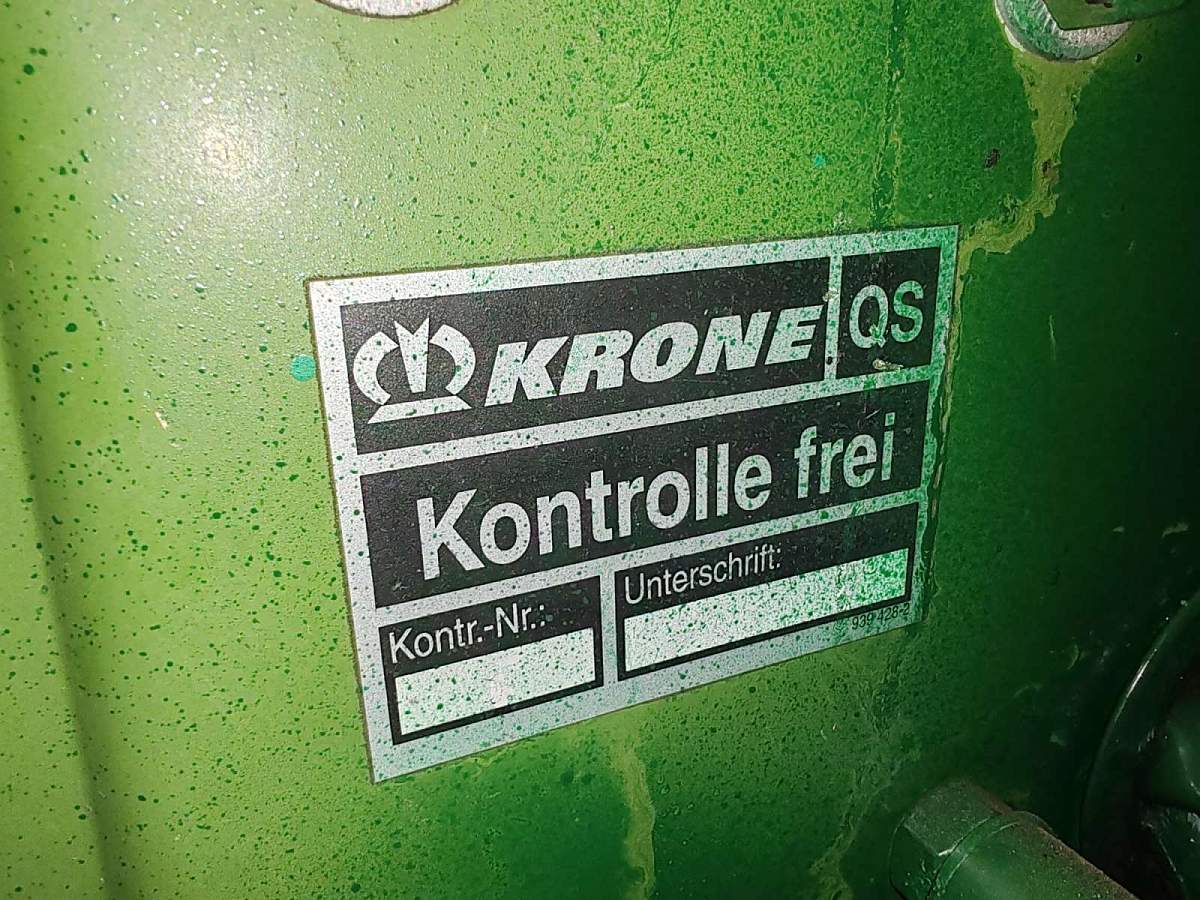 KRONE QS
Kontrolle frei
Kontr.-Nr.: Unterschrift:
939 428-2